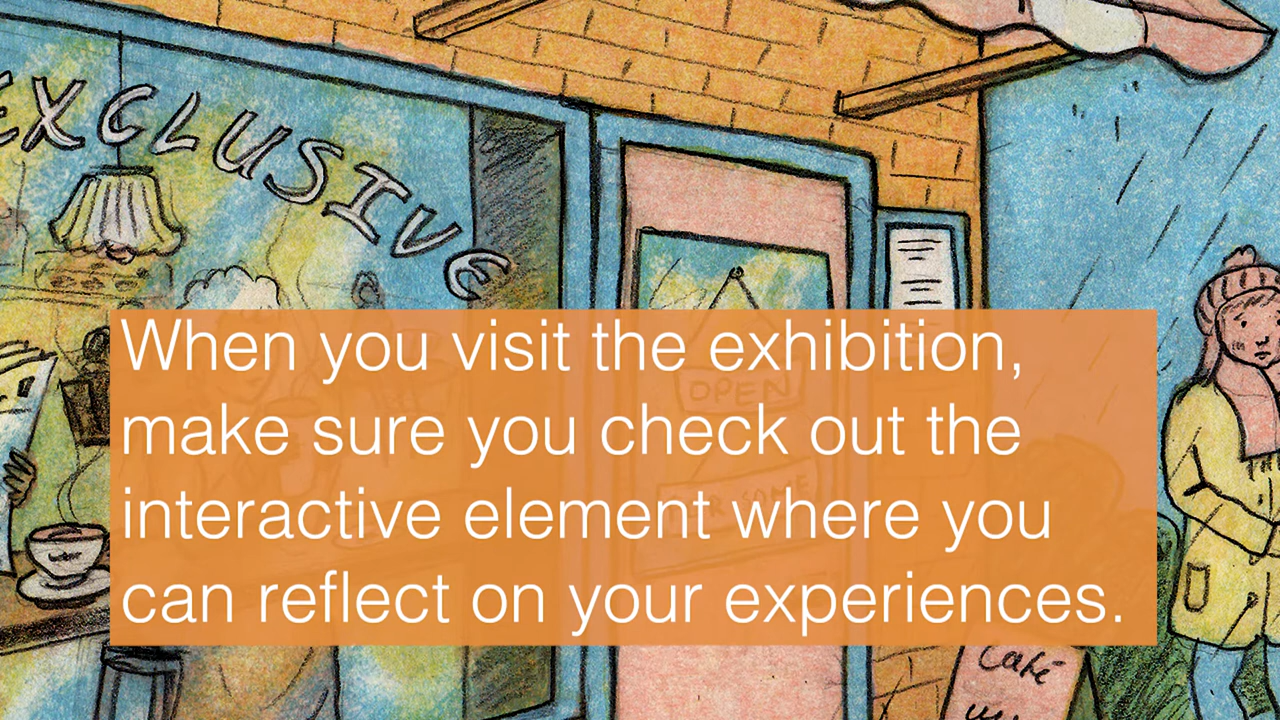 EXCLUSIVE
When you visit the exhibition,
OPEN
make sure you check out the
interactive element where you
can reflect on your experiences.
Café